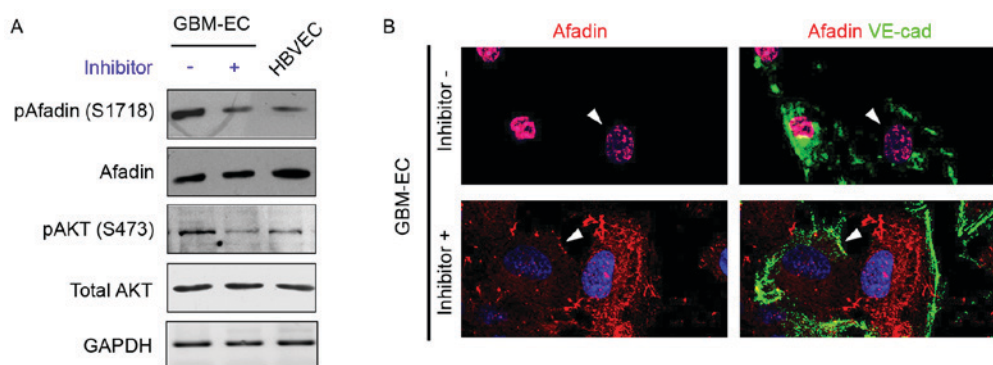 A
GBM-EC
HBVEC
Inhibitor - +
pAfadin (S1718)
Afadin
pAKT (S473)
Total AKT
GAPDH
B
Afadin
Afadin VE-cad
GBM-EC
Inhibitor -
Inhibitor +